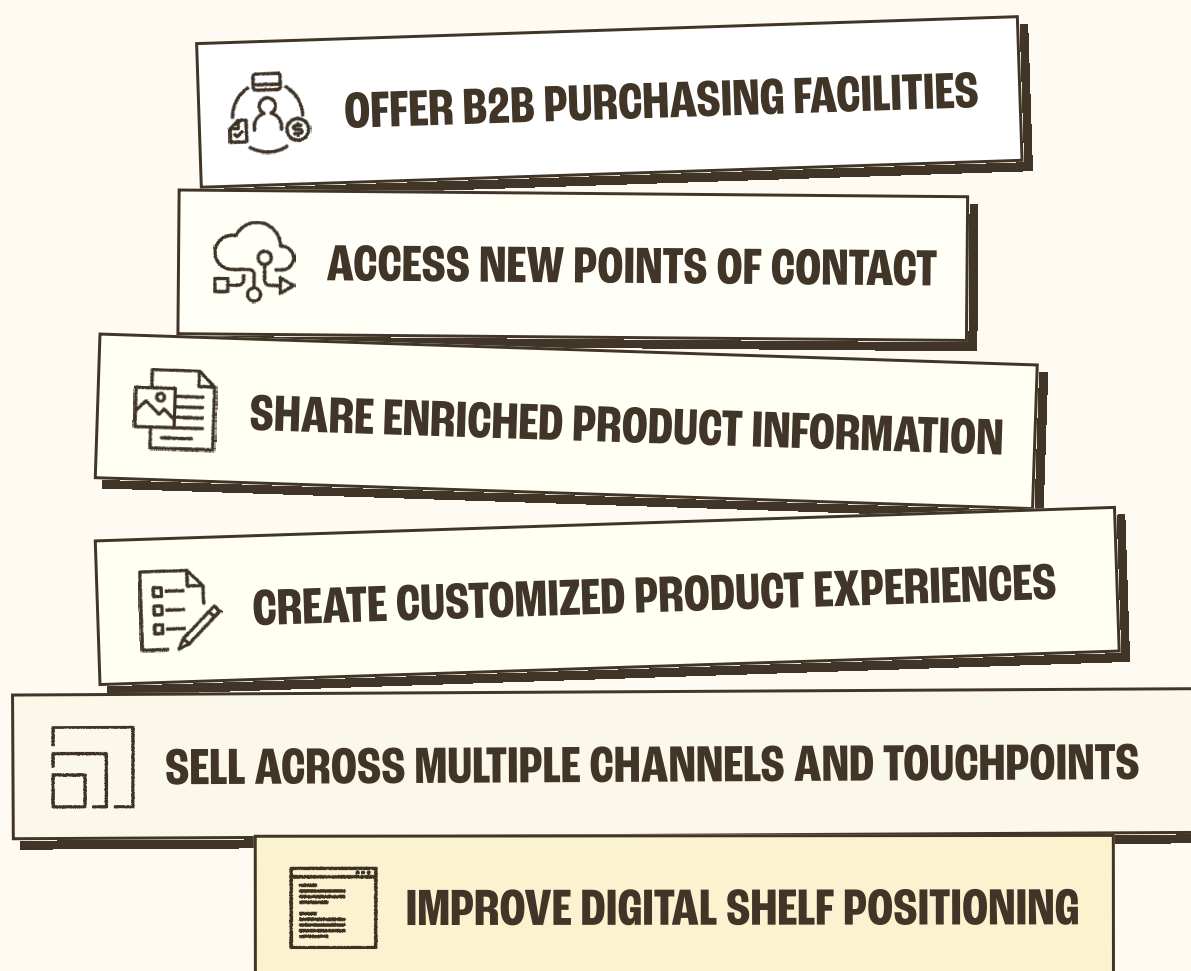 OFFER B2B PURCHASING FACILITIES
ACCESS NEW POINTS OF CONTACT
SHARE ENRICHED PRODUCT INFORMATION
CREATE CUSTOMIZED PRODUCT EXPERIENCES
SELL ACROSS MULTIPLE CHANNELS AND TOUCHPOINTS
IMPROVE DIGITAL SHELF POSITIONING